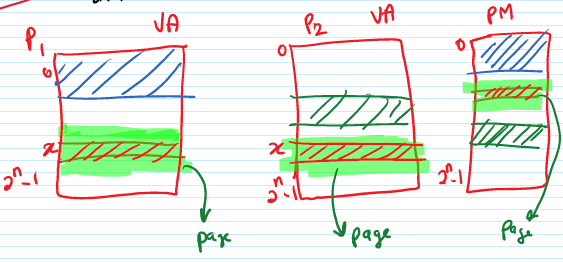 P1 VA
0
x
2^n-1
page
P2 VA
0
x
2^n-1
page
PM
0
2^n-1
Page